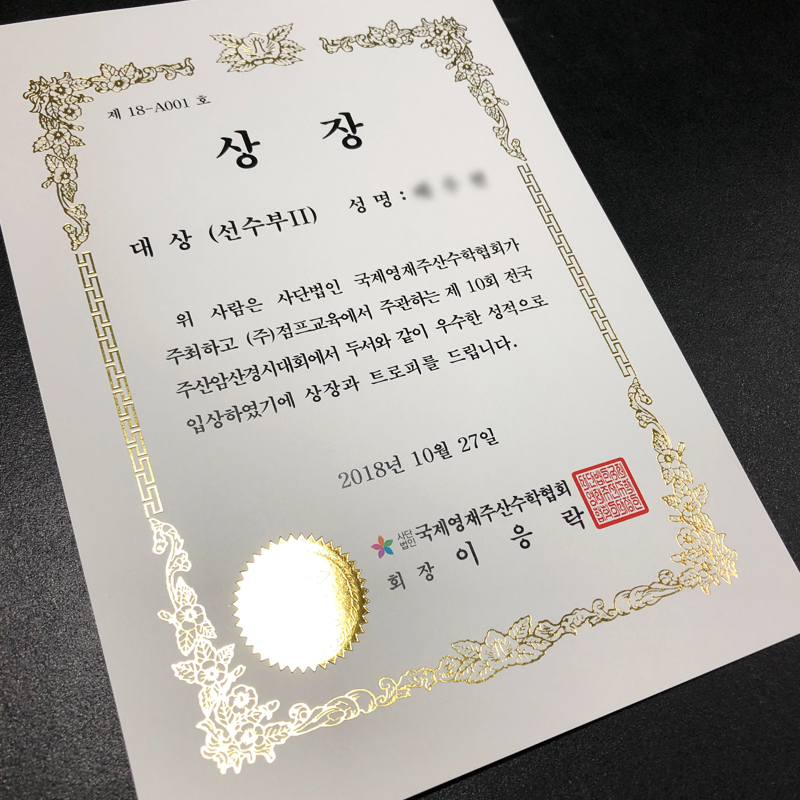 제 18-A001 호
상 장
대 상 (선수부II) 성 명 :
위 사람은 사단법인 국제영재주산수학협회가
주최하고 (주)점프교육에서 주관하는 제 10회 전국
주산암산경시대회에서 두서와 같이 우수한 성적으로
입상하였기에 상장과 트로피를 드립니다.
2018년 10월 27일
사단법인 국제영재주산수학협회
회 장 이 응 락